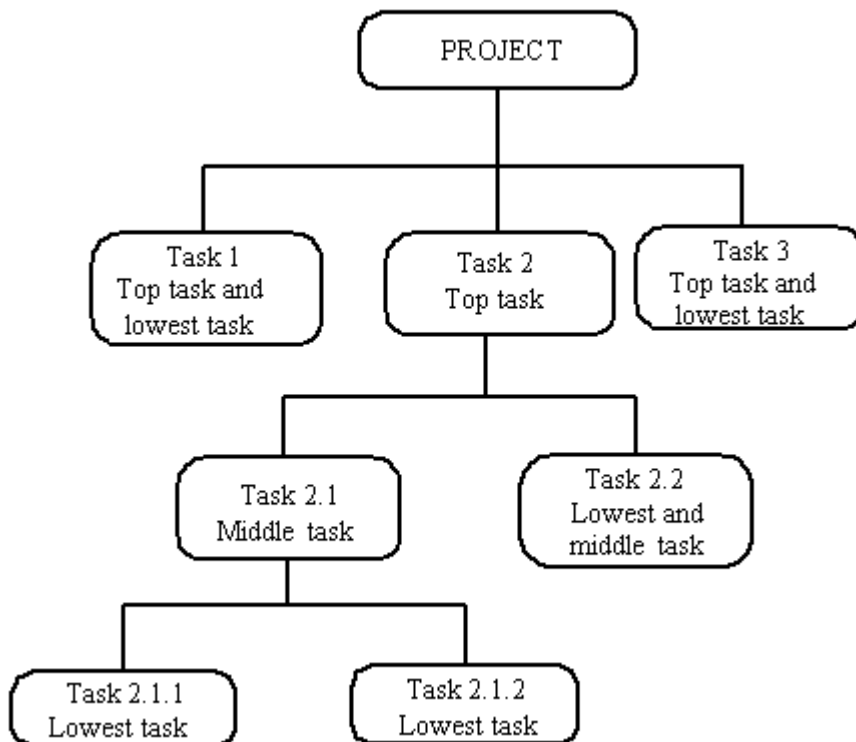 PROJECT
Task 1
Top task and
lowest task
Task 2
Top task
Task 3
Top task and
lowest task
Task 2.1
Middle task
Task 2.2
Lowest and
middle task
Task 2.1.1
Lowest task
Task 2.1.2
Lowest task